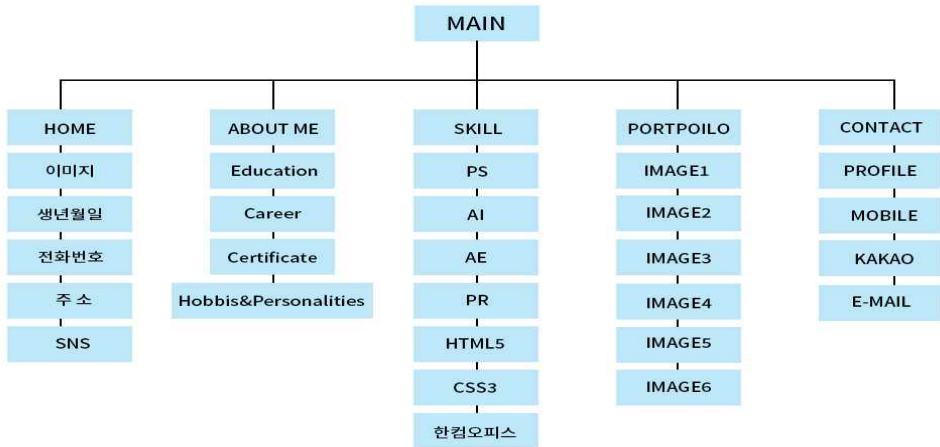 MAIN
HOME
이미지
생년월일
전화번호
주 소
SNS
ABOUT ME
Education
Career
Certificate
Hobbis&Personalities
SKILL
PS
AI
AE
PR
HTML5
CSS3
한컴오피스
PORTPOILO
IMAGE1
IMAGE2
IMAGE3
IMAGE4
IMAGE5
IMAGE6
CONTACT
PROFILE
MOBILE
KAKAO
E-MAIL